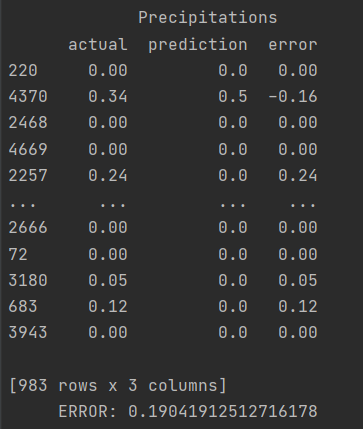 Precipitations
actual prediction error
220 0.00 0.0 0.00
4370 0.34 0.5 -0.16
2468 0.00 0.0 0.00
4669 0.00 0.0 0.00
2257 0.24 0.0 0.24
... ... ... ...
2666 0.00 0.0 0.00
72 0.00 0.0 0.00
3180 0.05 0.0 0.05
683 0.12 0.0 0.12
3943 0.00 0.0 0.00
[983 rows x 3 columns]
ERROR: 0.19041912512716178